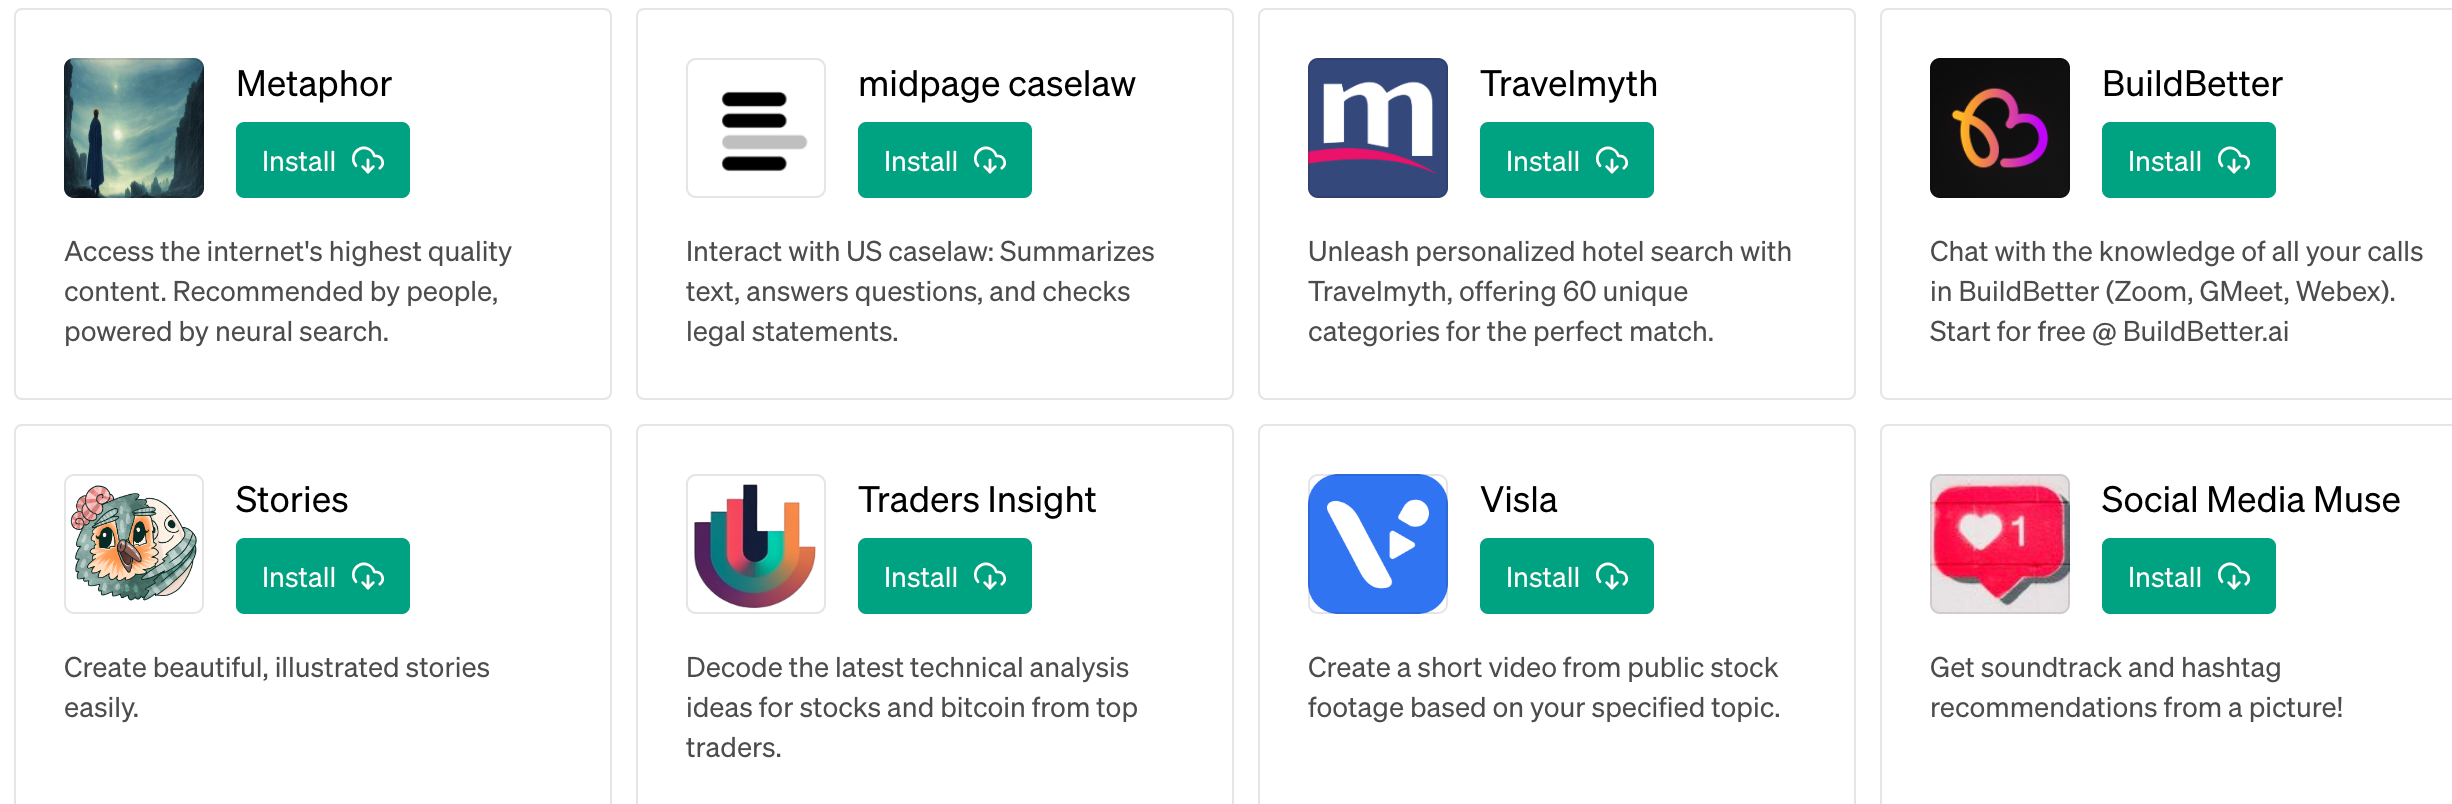 Metaphor
Install
Access the internet's highest quality
content. Recommended by people,
powered by neural search.
midpage caselaw
Install
Interact with US caselaw: Summarizes
text, answers questions, and checks
legal statements.
m
Travelmyth
Install
Unleash personalized hotel search with
Travelmyth, offering 60 unique
categories for the perfect match.
BuildBetter
Install
Chat with the knowledge of all your calls
in BuildBetter (Zoom, GMeet, Webex).
Start for free @ BuildBetter.ai
Stories
Install
Create beautiful, illustrated stories
easily.
Traders Insight
Install
Decode the latest technical analysis
ideas for stocks and bitcoin from top
traders.
Visla
Install
Create a short video from public stock
footage based on your specified topic.
1
Social Media Muse
Install
Get soundtrack and hashtag
recommendations from a picture!